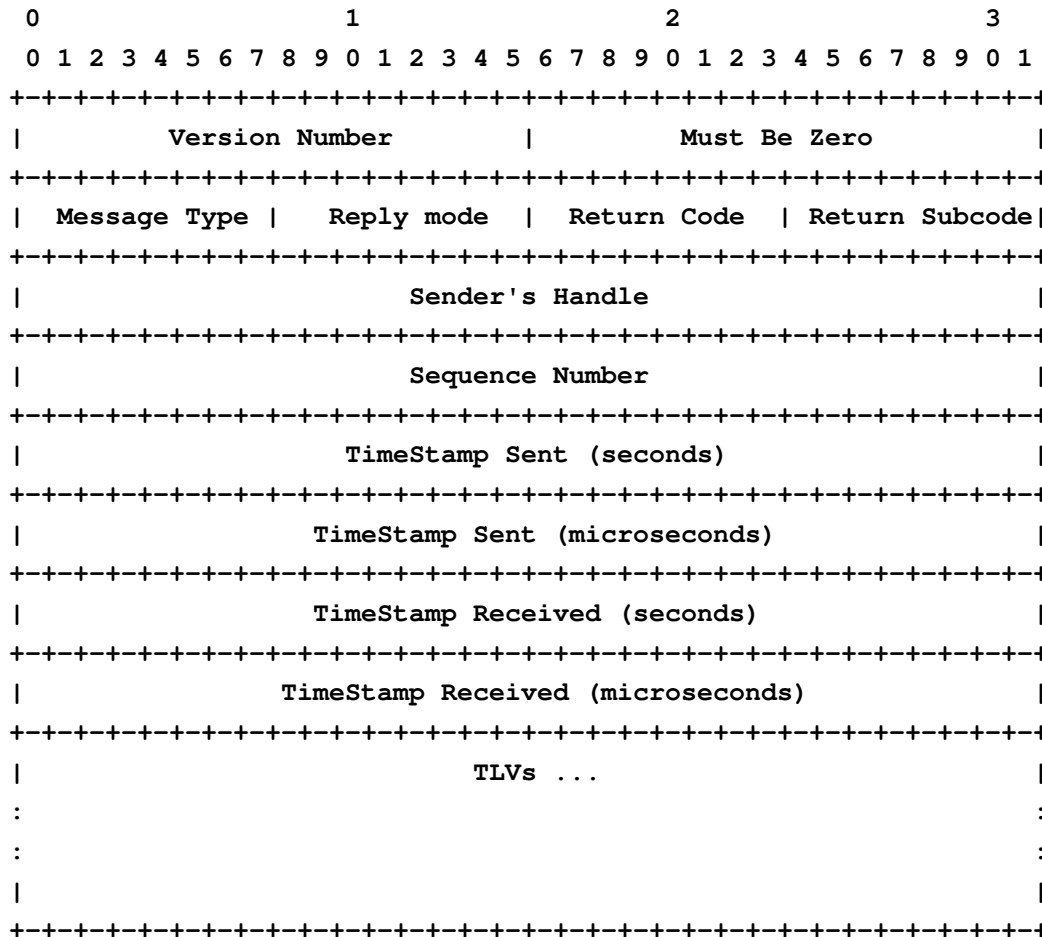 0                   1                   2                   3
 0 1 2 3 4 5 6 7 8 9 0 1 2 3 4 5 6 7 8 9 0 1 2 3 4 5 6 7 8 9 0 1
+-+-+-+-+-+-+-+-+-+-+-+-+-+-+-+-+-+-+-+-+-+-+-+-+-+-+-+-+-+-+-+-+
|         Version Number        |         Must Be Zero          |
+-+-+-+-+-+-+-+-+-+-+-+-+-+-+-+-+-+-+-+-+-+-+-+-+-+-+-+-+-+-+-+-+
|  Message Type |   Reply mode  |  Return Code  | Return Subcode|
+-+-+-+-+-+-+-+-+-+-+-+-+-+-+-+-+-+-+-+-+-+-+-+-+-+-+-+-+-+-+-+-+
|                        Sender's Handle                        |
+-+-+-+-+-+-+-+-+-+-+-+-+-+-+-+-+-+-+-+-+-+-+-+-+-+-+-+-+-+-+-+-+
|                        Sequence Number                        |
+-+-+-+-+-+-+-+-+-+-+-+-+-+-+-+-+-+-+-+-+-+-+-+-+-+-+-+-+-+-+-+-+
|                    TimeStamp Sent (seconds)                   |
+-+-+-+-+-+-+-+-+-+-+-+-+-+-+-+-+-+-+-+-+-+-+-+-+-+-+-+-+-+-+-+-+
|                  TimeStamp Sent (microseconds)                |
+-+-+-+-+-+-+-+-+-+-+-+-+-+-+-+-+-+-+-+-+-+-+-+-+-+-+-+-+-+-+-+-+
|                  TimeStamp Received (seconds)                 |
+-+-+-+-+-+-+-+-+-+-+-+-+-+-+-+-+-+-+-+-+-+-+-+-+-+-+-+-+-+-+-+-+
|                TimeStamp Received (microseconds)              |
+-+-+-+-+-+-+-+-+-+-+-+-+-+-+-+-+-+-+-+-+-+-+-+-+-+-+-+-+-+-+-+-+
|                            TLVs ...                           |
:                                                               :
:                                                               :
|                                                               |
+-+-+-+-+-+-+-+-+-+-+-+-+-+-+-+-+-+-+-+-+-+-+-+-+-+-+-+-+-+-+-+-+